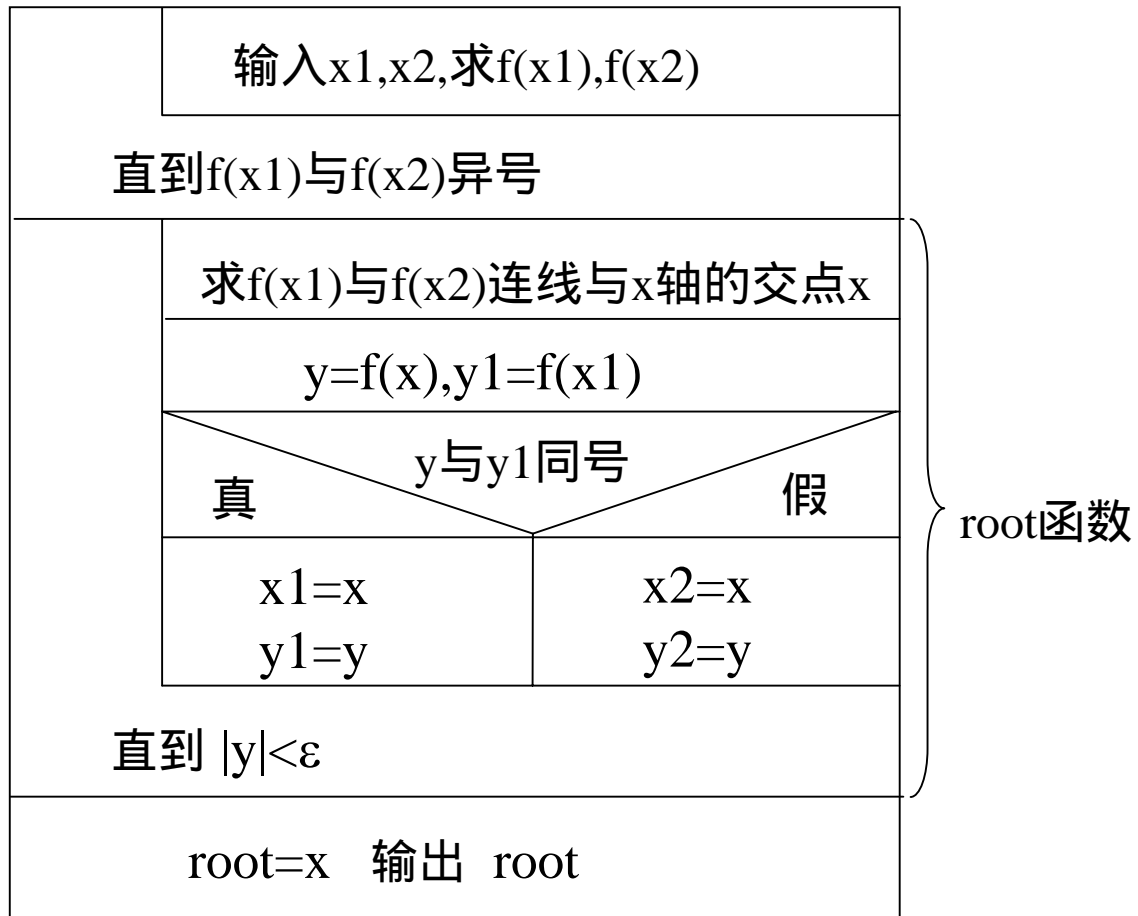 输入x1,x2,求f(x1),f(x2)
直到f(x1)与f(x2)异号
求f(x1)与f(x2)连线与x轴的交点x
y=f(x),y1=f(x1)
y与y1同号
真
假
root函数
x1=x
y1=y
x2=x
y2=y
直到 |y|<ε
root=x 输出 root